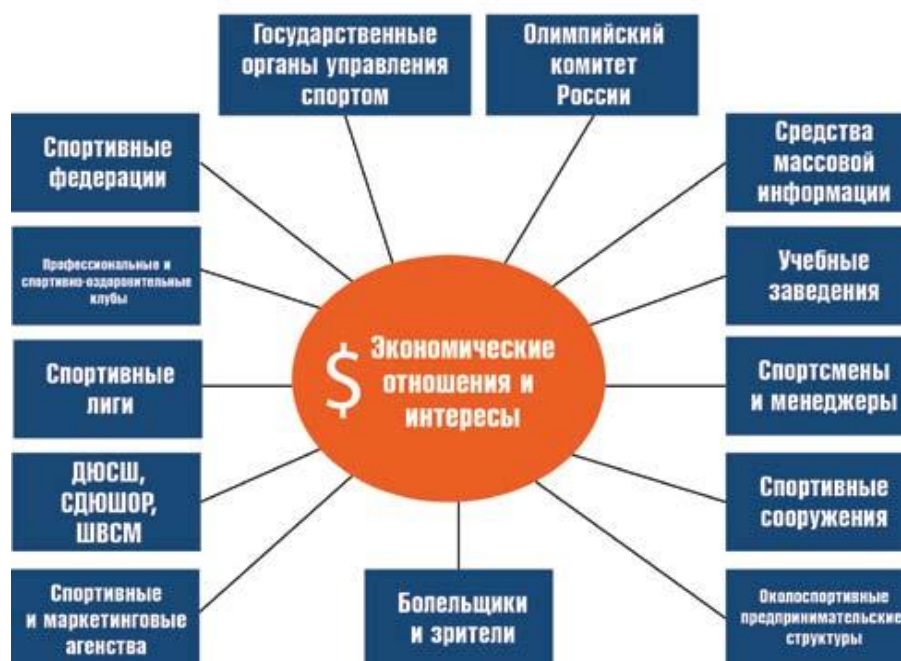 Государственные
органы управления
спортом
Олимпийский
комитет
России
Спортивные
федерации
Средства
массовой
информации
Профессиональные и
спортивно-оздоровительные
клубы
Учебные
заведения
$ Экономические
отношения и
интересы
Спортивные
лиги
Спортсмены
и менеджеры
ДЮСШ,
СДЮШОР,
ШВСМ
Спортивные
сооружения
Спортивные
и маркетинговые
агенства
Болельщики
и зрители
Околоспортивные
предпринимательские
структуры